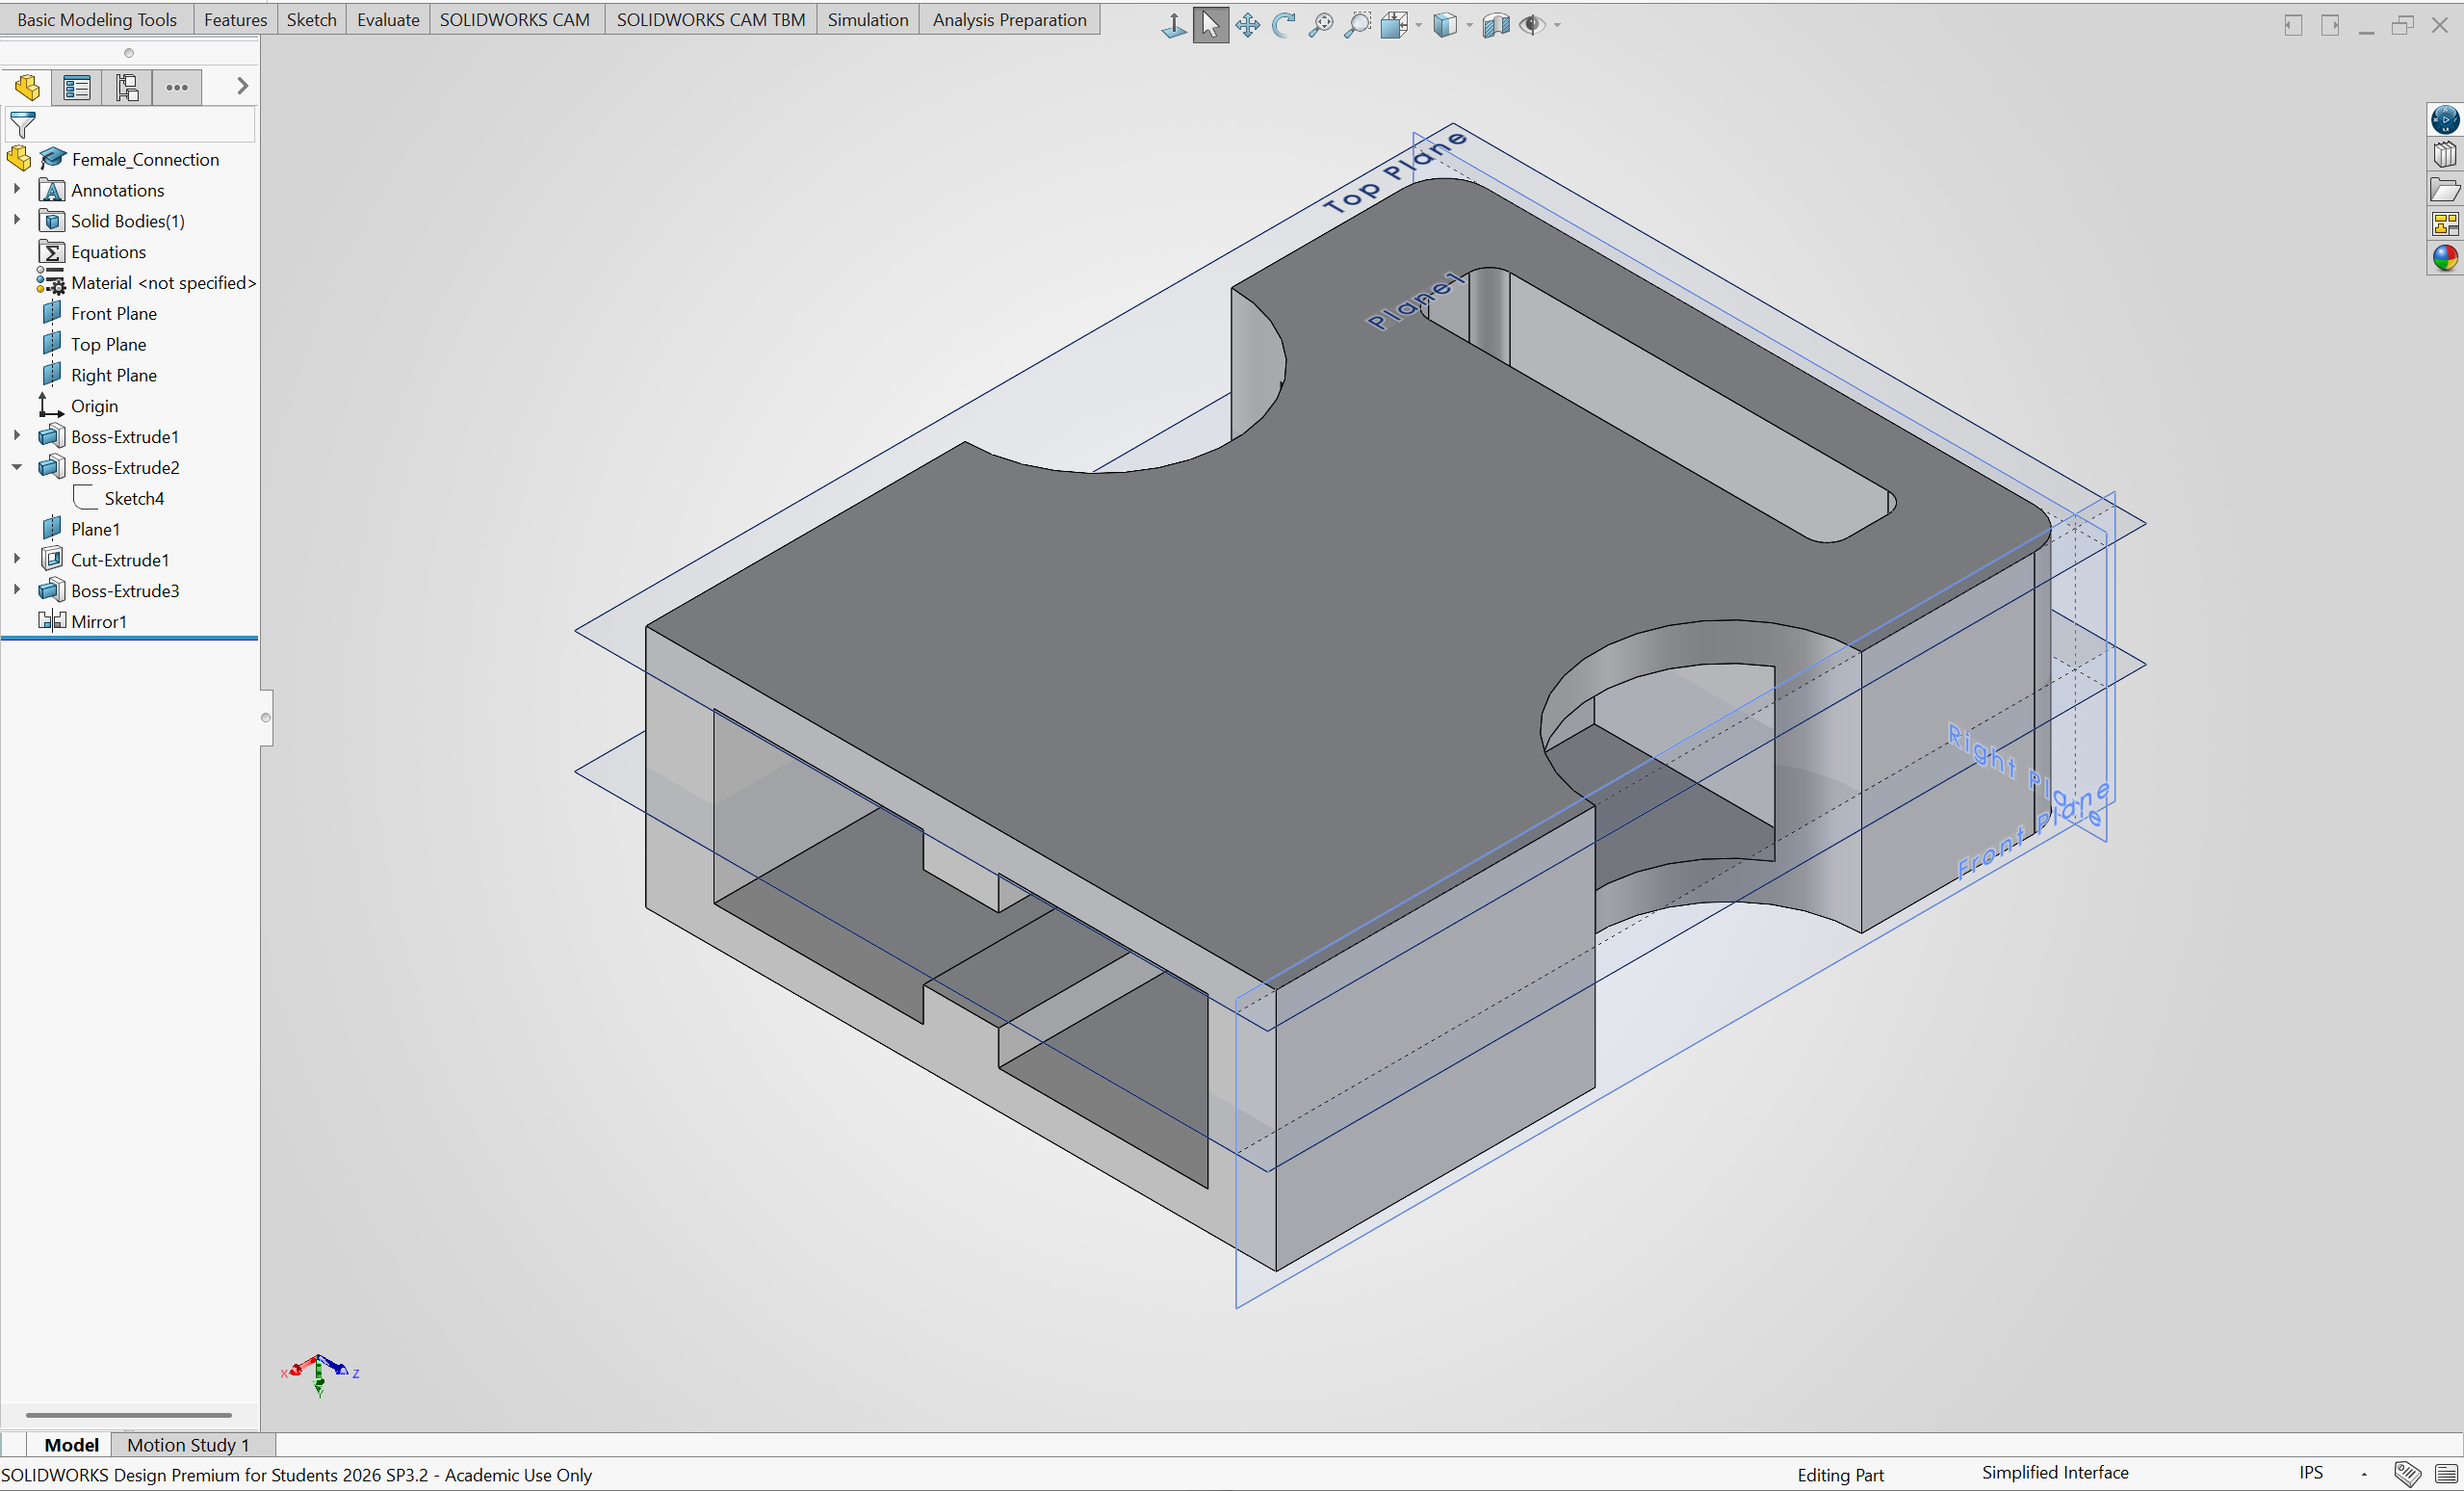 Basic Modeling Tools Features Sketch Evaluate SOLIDWORKS CAM SOLIDWORKS CAM TBM Simulation Analysis Preparation
Female_Connection
Annotations
Solid Bodies(1)
Equations
Material <not specified>
Front Plane
Top Plane
Right Plane
Origin
Boss-Extrude1
Boss-Extrude2
Sketch4
Plane1
Cut-Extrude1
Boss-Extrude3
Mirror1
Top Plane
Plane1
Right Plane
Front Plane
X Y Z
Model Motion Study 1
SOLIDWORKS Design Premium for Students 2026 SP3.2 - Academic Use Only Editing Part Simplified Interface IPS